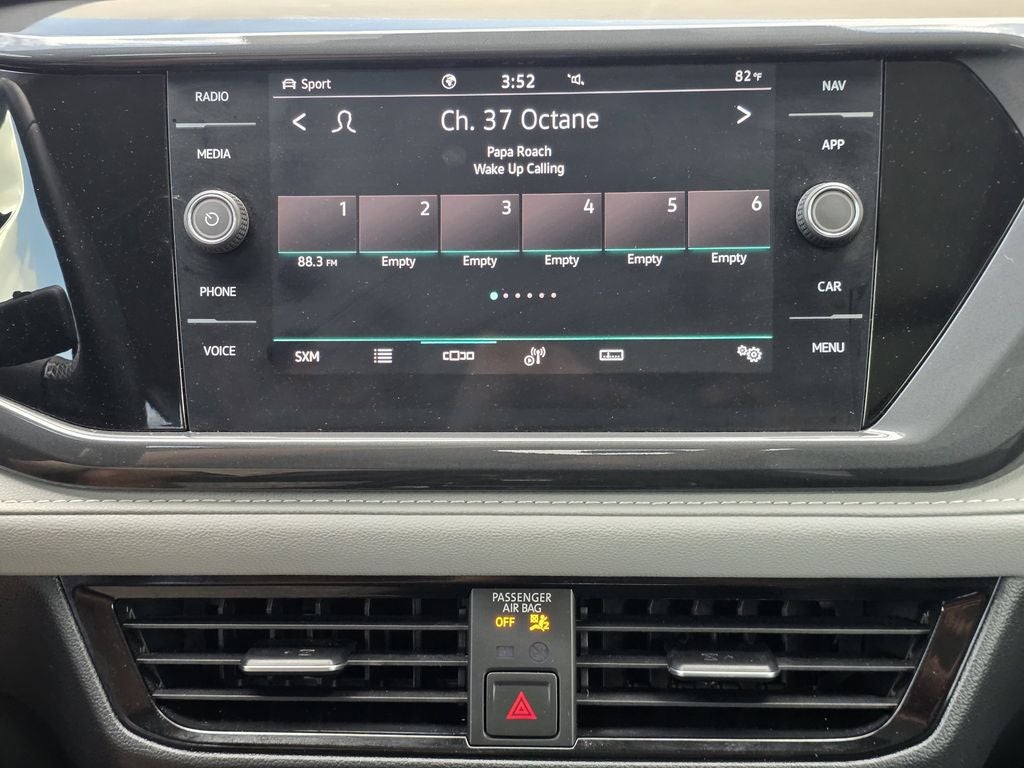 RADIO
MEDIA
PHONE
VOICE
Sport
3:52
82°F
Ch. 37 Octane
Papa Roach
Wake Up Calling
1 2 3 4 5 6
88.3 FM Empty Empty Empty Empty Empty
SXM
NAV
APP
CAR
MENU
PASSENGER
AIR BAG
OFF